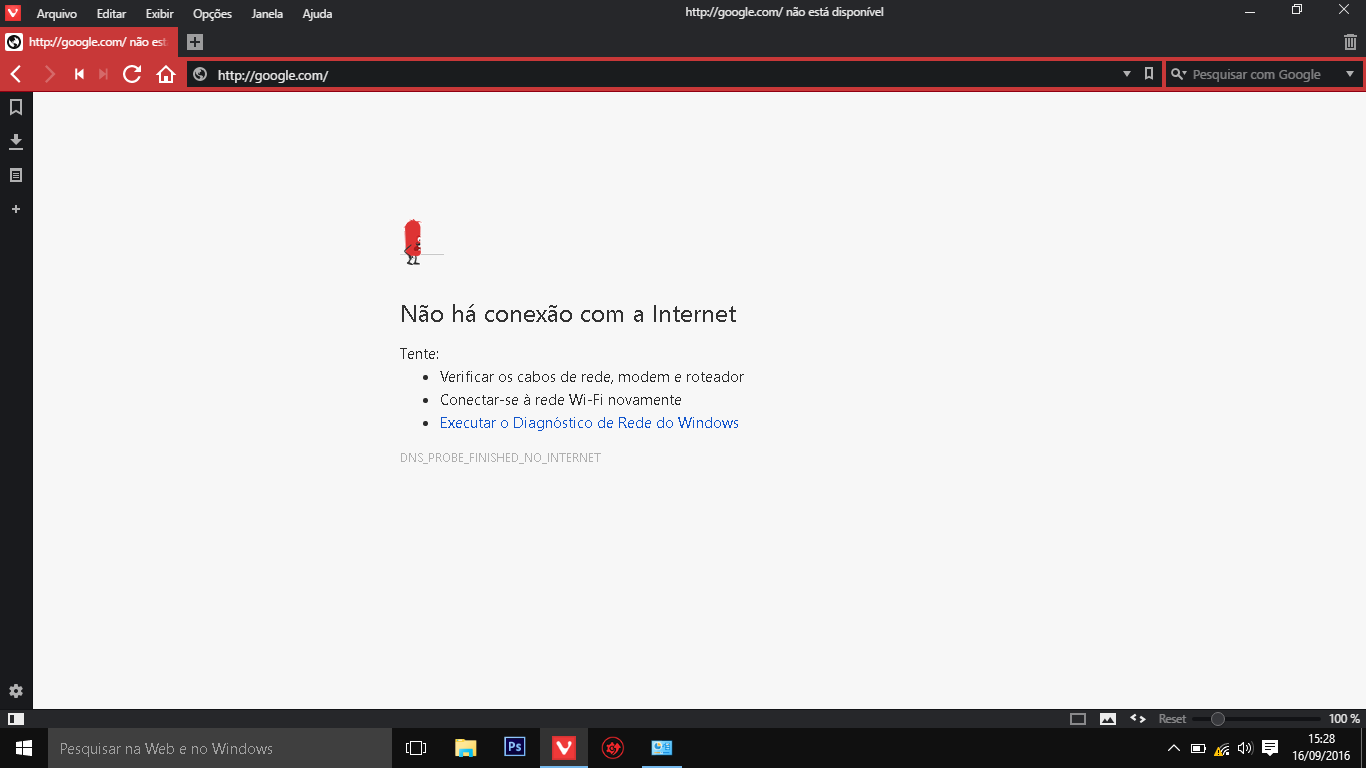 Arquivo Editar Exibir Opções Janela Ajuda
http://google.com/ não está disponível
http://google.com/ não est
http://google.com/
Pesquisar com Google
Não há conexão com a Internet
Tente:
Verificar os cabos de rede, modem e roteador
Conectar-se à rede Wi-Fi novamente
Executar o Diagnóstico de Rede do Windows
DNS_PROBE_FINISHED_NO_INTERNET
Reset 100 %
Pesquisar na Web e no Windows
Ps
15:28
16/09/2016